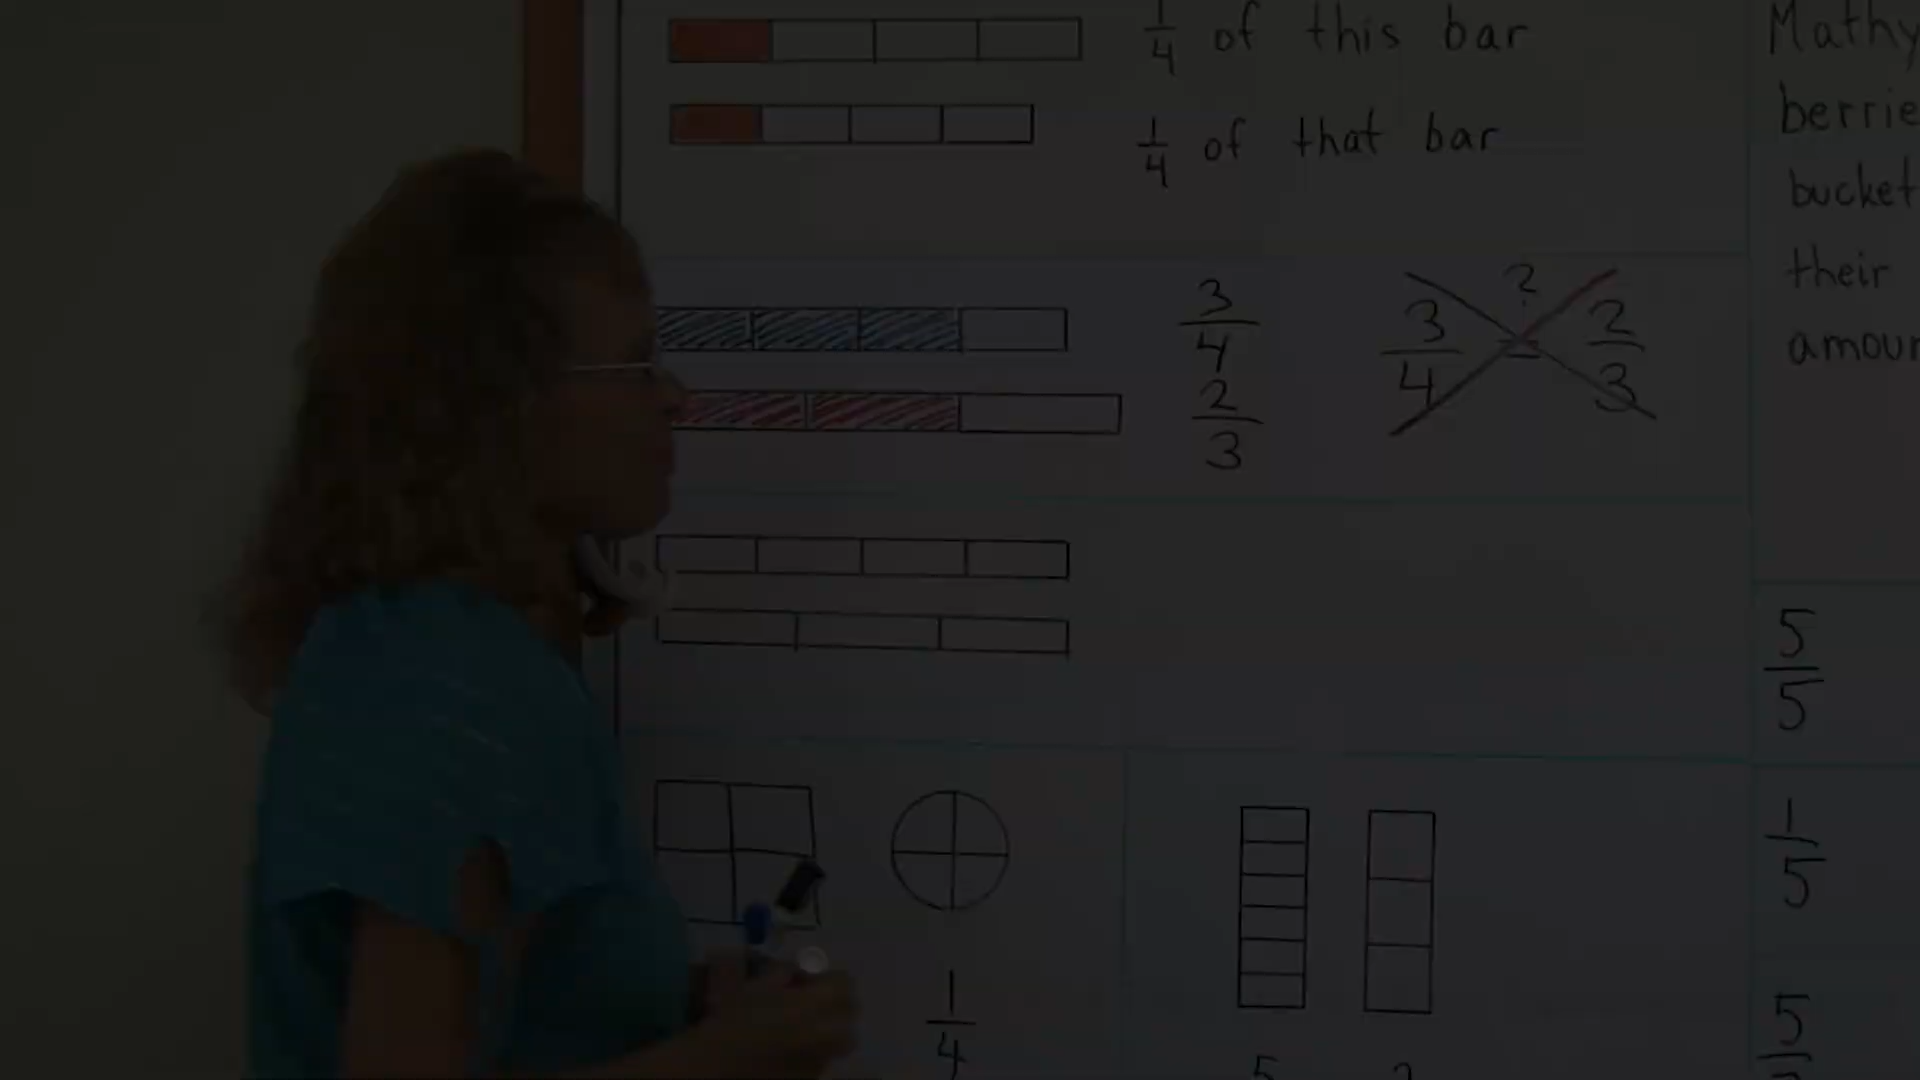 1/4 of this bar
1/4 of that bar
3/4
2/3
3/4 ? = 2/3
1/4
5
Mathy
berrie
bucket
their
amour
5/5
1/5
5